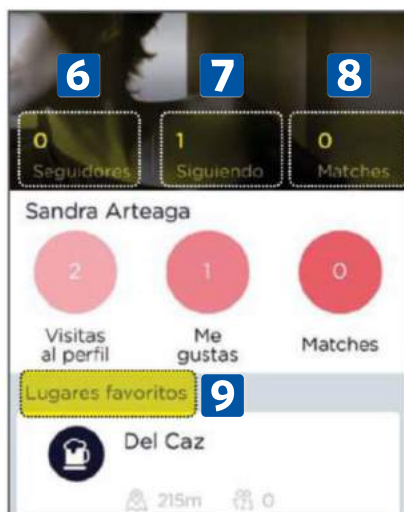 6 7 8
0 1 0
Seguidores Siguiendo Matches
Sandra Arteaga
2 1 0
Visitas al perfil
Me gustas
Matches
Lugares favoritos 9
Del Caz
215m 0